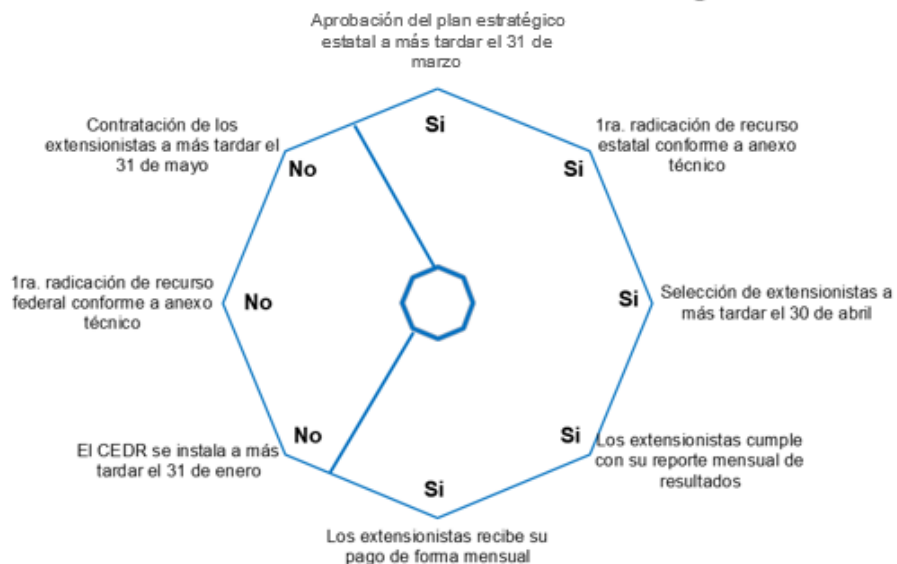 Aprobación del plan estratégico
estatal a más tardar el 31 de
marzo
Si
Contratación de los
extensionistas a más tardar el
31 de mayo
No
1ra. radicación de recurso
estatal conforme a anexo
técnico
Si
1ra. radicación de recurso
federal conforme a anexo
técnico
No
Selección de extensionistas a
más tardar el 30 de abril
Si
El CEDR se instala a más
tardar el 31 de enero
No
Los extensionistas cumple
con su reporte mensual de
resultados
Si
Los extensionistas recibe su
pago de forma mensual
Si